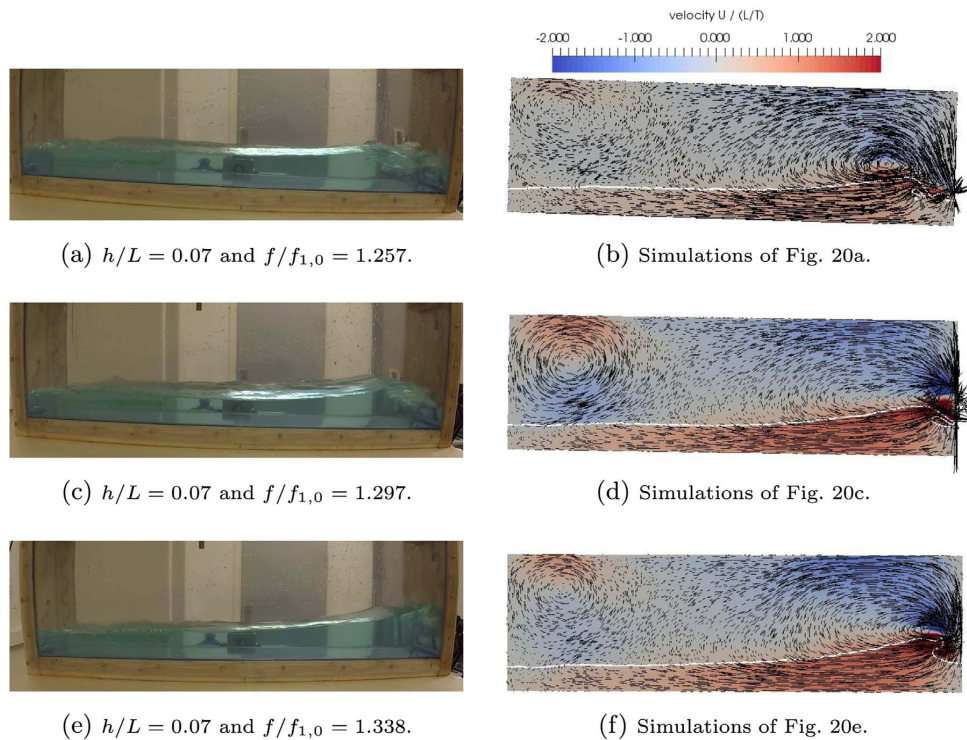 velocity U / (L/T)
-2.000 -1.000 0.000 1.000 2.000
(a) h/L = 0.07 and f/f₁,₀ = 1.257.
(b) Simulations of Fig. 20a.
(c) h/L = 0.07 and f/f₁,₀ = 1.297.
(d) Simulations of Fig. 20c.
(e) h/L = 0.07 and f/f₁,₀ = 1.338.
(f) Simulations of Fig. 20e.